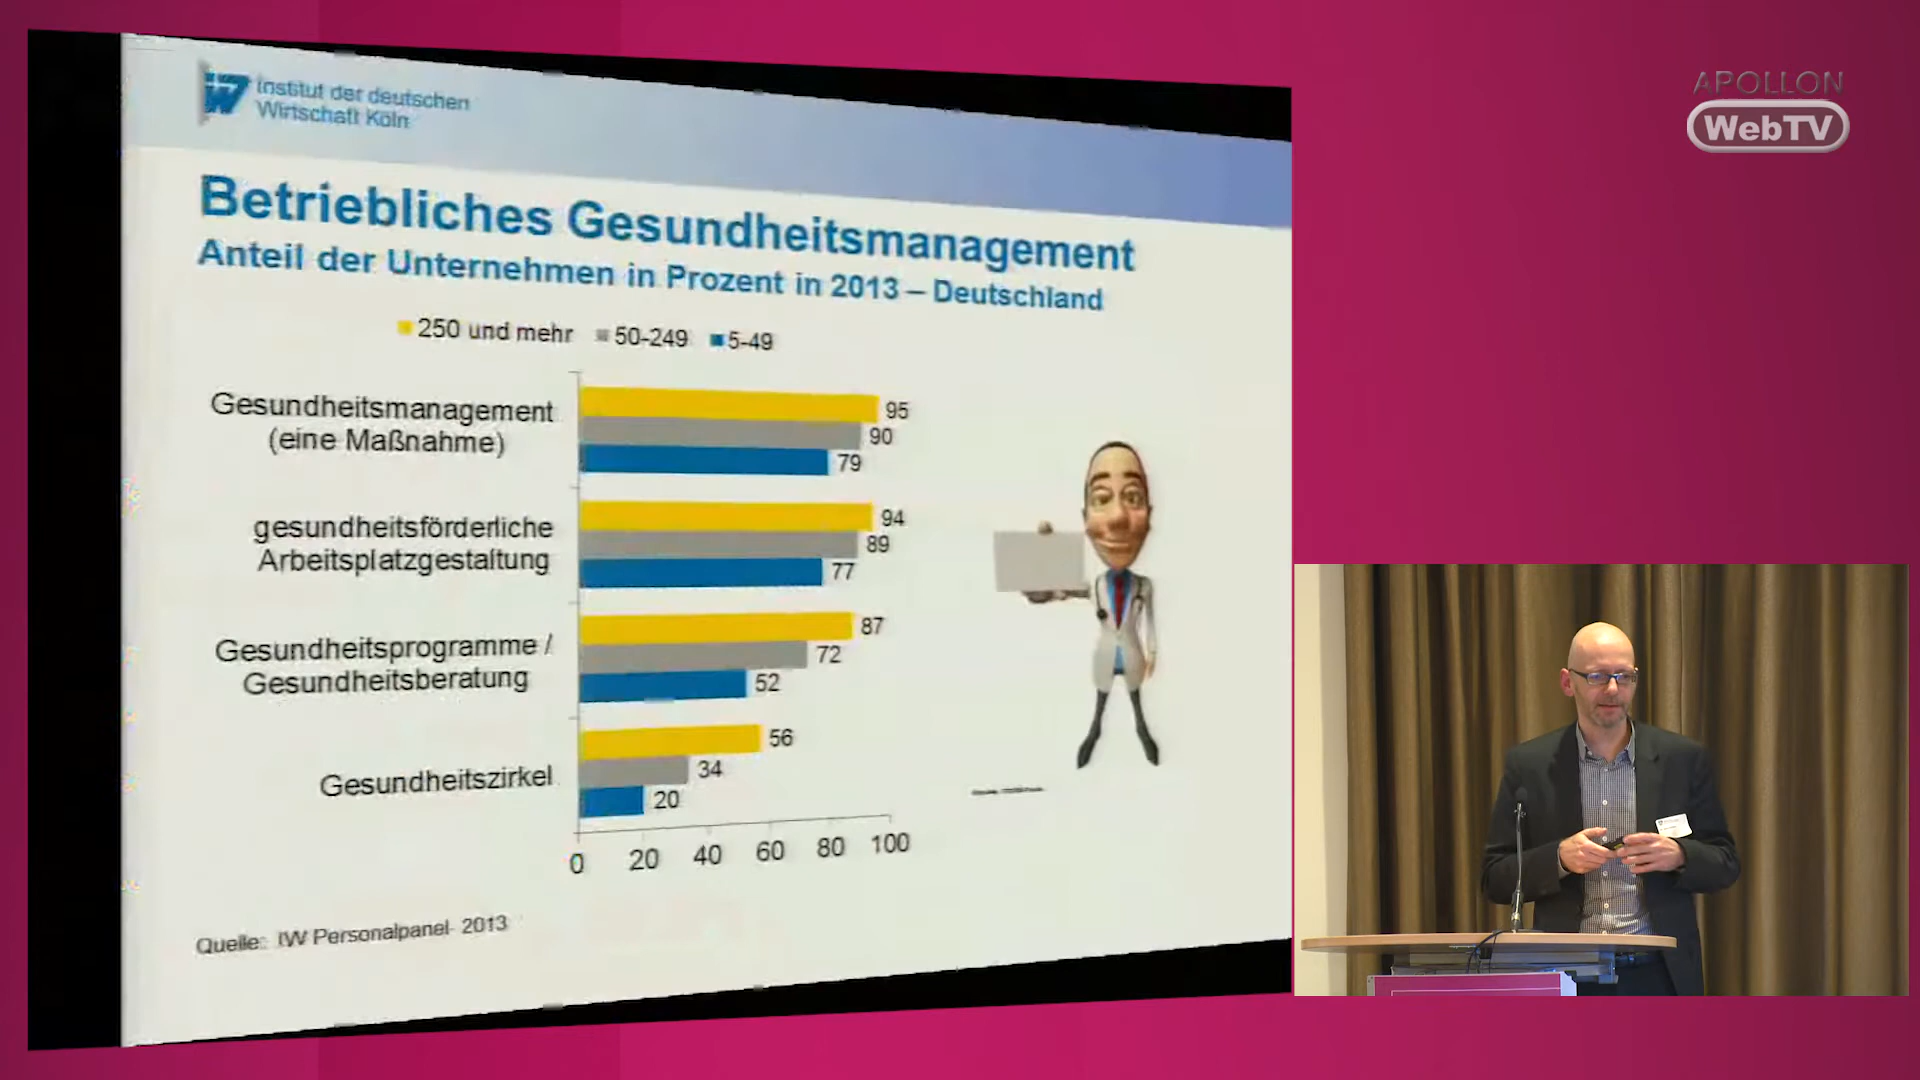 Institut der deutschen
Wirtschaft Köln
Betriebliches Gesundheitsmanagement
Anteil der Unternehmen in Prozent in 2013 – Deutschland
250 und mehr 50-249 5-49
Gesundheitsmanagement
(eine Maßnahme)
95
90
79
gesundheitsförderliche
Arbeitsplatzgestaltung
94
89
77
Gesundheitsprogramme /
Gesundheitsberatung
87
72
52
Gesundheitszirkel
56
34
20
0 20 40 60 80 100
Quelle: IW Personalpanel 2013
APOLLON
WebTV